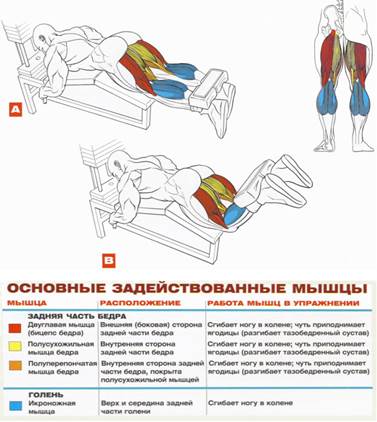 A
B
ОСНОВНЫЕ ЗАДЕЙСТВОВАННЫЕ МЫШЦЫ
МЫШЦА РАСПОЛОЖЕНИЕ РАБОТА МЫШЦ В УПРАЖНЕНИИ
ЗАДНЯЯ ЧАСТЬ БЕДРА
Двуглавая мышца Внешняя (боковая) сторона Сгибает ногу в колене; чуть приподнимает
(бицепс бедра) задней части бедра ягодицы (разгибает тазобедренный сустав)
Полусухожильная Внутренняя сторона Сгибает ногу в колене; чуть приподнимает
мышца бедра задней части бедра ягодицы (разгибает тазобедренный сустав)
Полуперепончатая Внутренняя сторона задней Сгибает ногу в колене; чуть приподнимает
мышца бедра части бедра, покрыта ягодицы (разгибает тазобедренный сустав)
полусухожильной мышцей
ГОЛЕНЬ
Икроножная Верх и середина задней Сгибает ногу в колене
мышца части голени